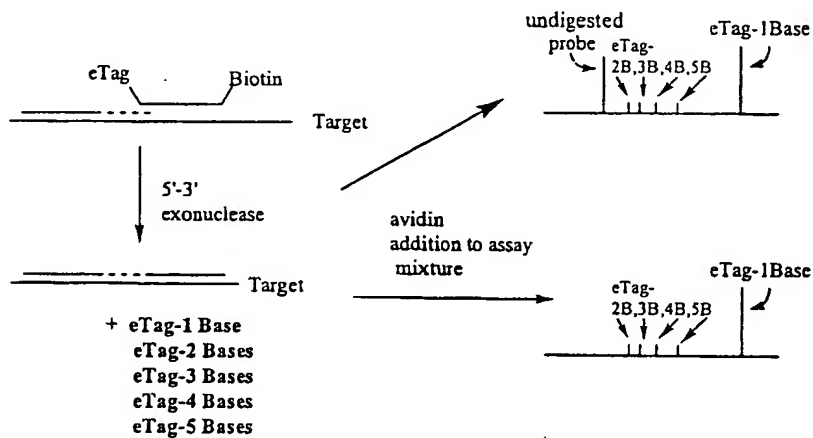 eTag
Biotin
Target
5'-3'
exonuclease
Target
+ eTag-1 Base
eTag-2 Bases
eTag-3 Bases
eTag-4 Bases
eTag-5 Bases
undigested
probe
eTag-
2B,3B,4B,5B
eTag-1Base
avidin
addition to assay
mixture
eTag-
2B,3B,4B,5B
eTag-1Base